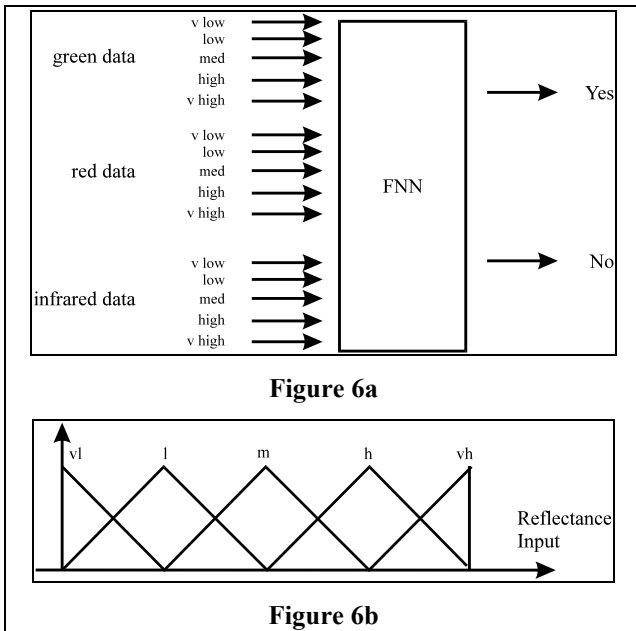 v low
low
green data med
high
v high
Yes
v low
low
red data med
high
v high
FNN
v low
low
infrared data med
high
v high
No
Figure 6a
vl l m h vh
Reflectance
Input
Figure 6b